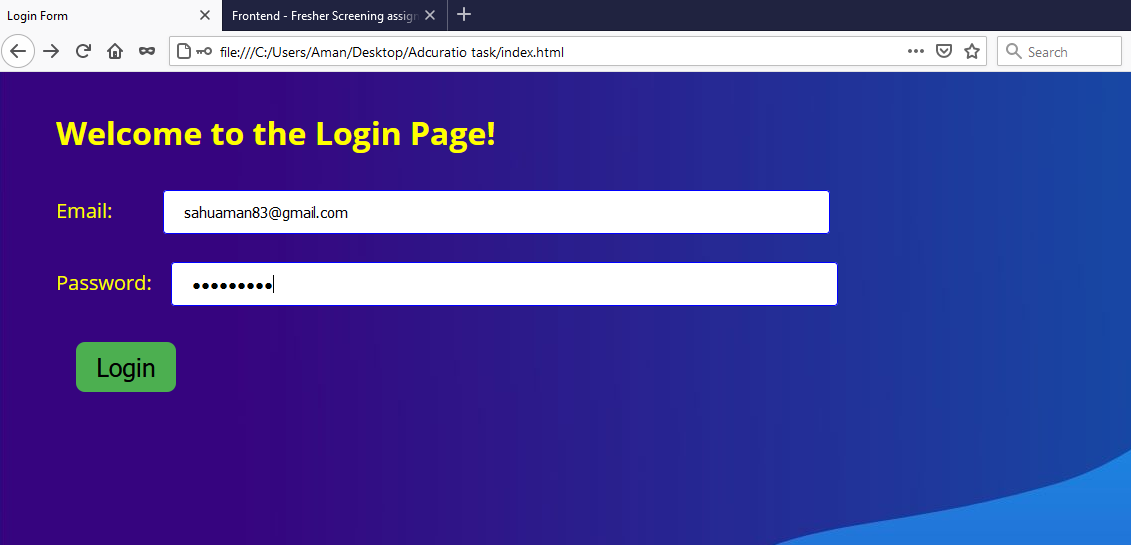 Login Form
Frontend - Fresher Screening assign
file:///C:/Users/Aman/Desktop/Adcuratio task/index.html
Search
Welcome to the Login Page!
Email: sahuaman83@gmail.com
Password: •••••••••
Login